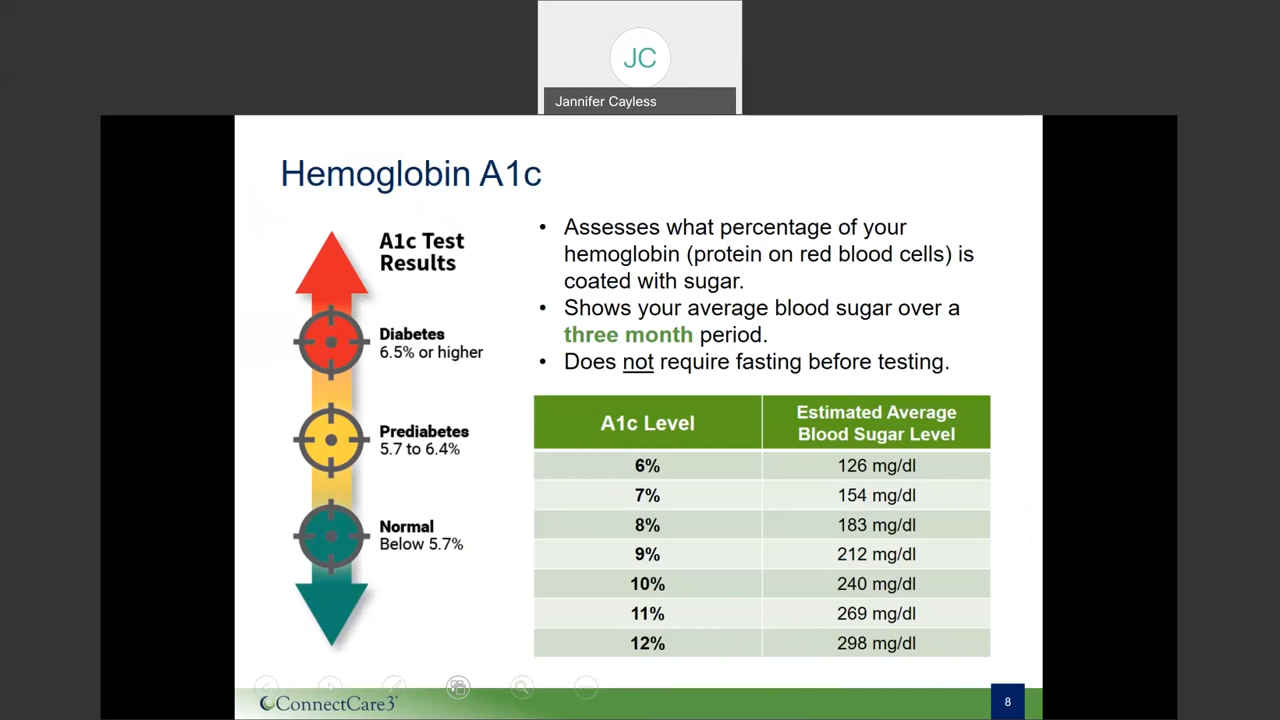 JC
Jannifer Cayless
Hemoglobin A1c
A1c Test
Results
Diabetes
6.5% or higher
Prediabetes
5.7 to 6.4%
Normal
Below 5.7%
• Assesses what percentage of your
hemoglobin (protein on red blood cells) is
coated with sugar.
• Shows your average blood sugar over a
three month period.
• Does not require fasting before testing.
A1c Level Estimated Average
Blood Sugar Level
6% 126 mg/dl
7% 154 mg/dl
8% 183 mg/dl
9% 212 mg/dl
10% 240 mg/dl
11% 269 mg/dl
12% 298 mg/dl
ConnectCare3
8